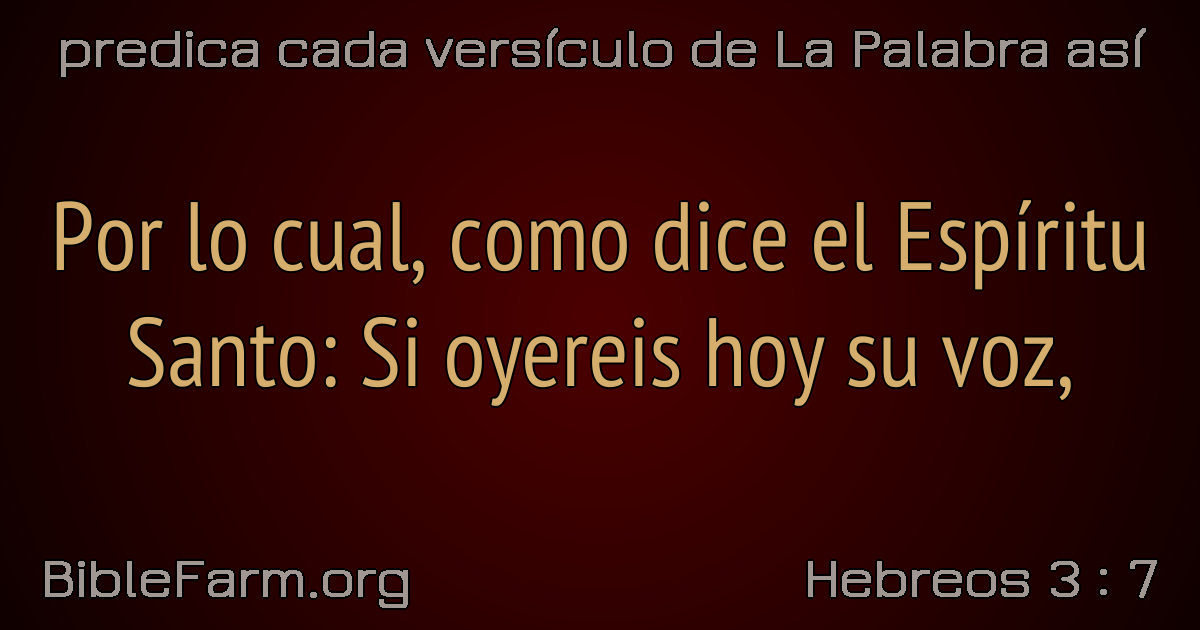 predica cada versículo de La Palabra así
Por lo cual, como dice el Espíritu
Santo: Si oyereis hoy su voz,
BibleFarm.org
Hebreos 3 : 7